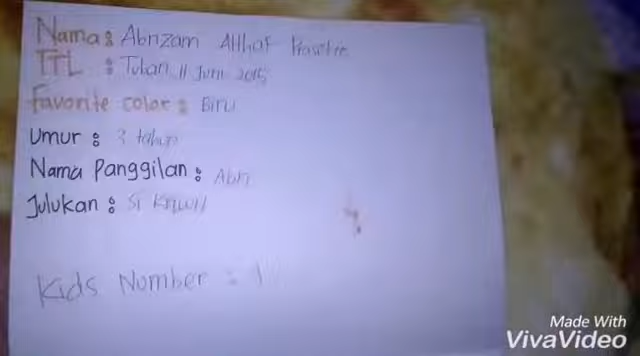 Nama : Abrizam Althaf
TTL : Tuban 11 Juni 2015
Favorite color : Biru
Umur : 3 tahun
Nama Panggilan : Abri
Julukan : Si
Kids Number : 1
Made With
VivaVideo